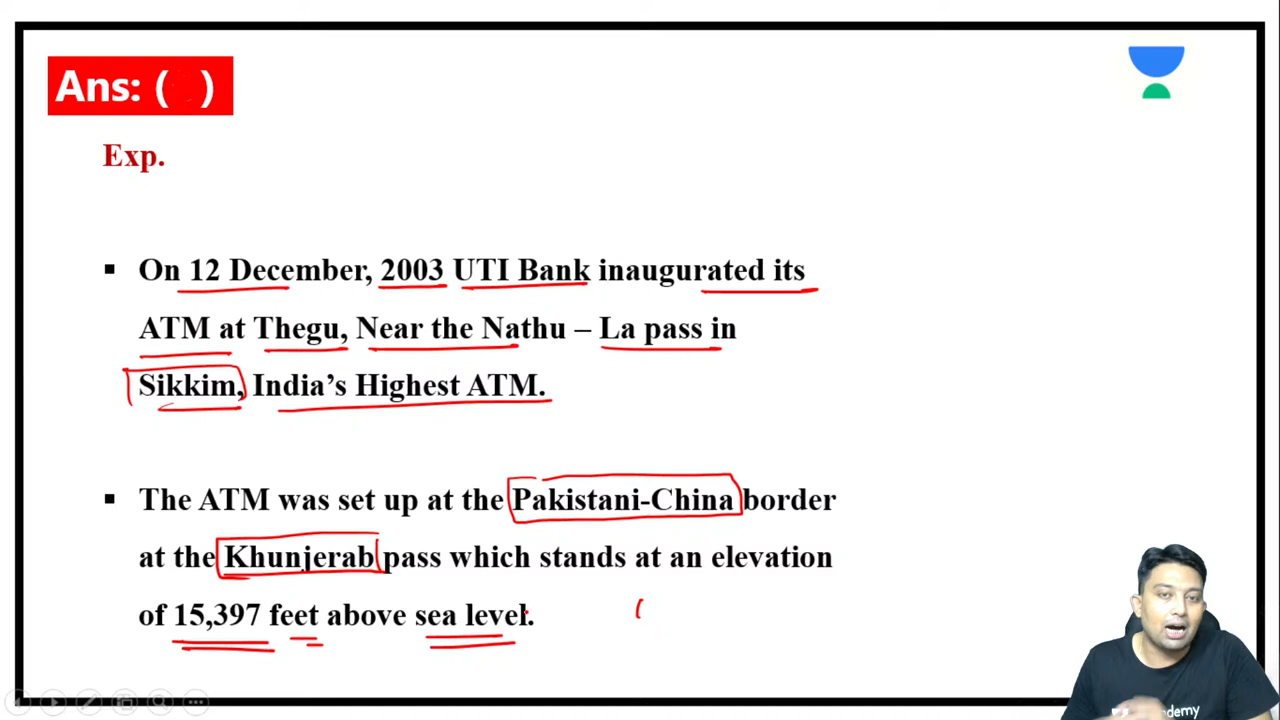 Ans: ( )
Exp.
▪ On 12 December, 2003 UTI Bank inaugurated its
ATM at Thegu, Near the Nathu – La pass in
Sikkim, India’s Highest ATM.
▪ The ATM was set up at the Pakistani-China border
at the Khunjerab pass which stands at an elevation
of 15,397 feet above sea level.